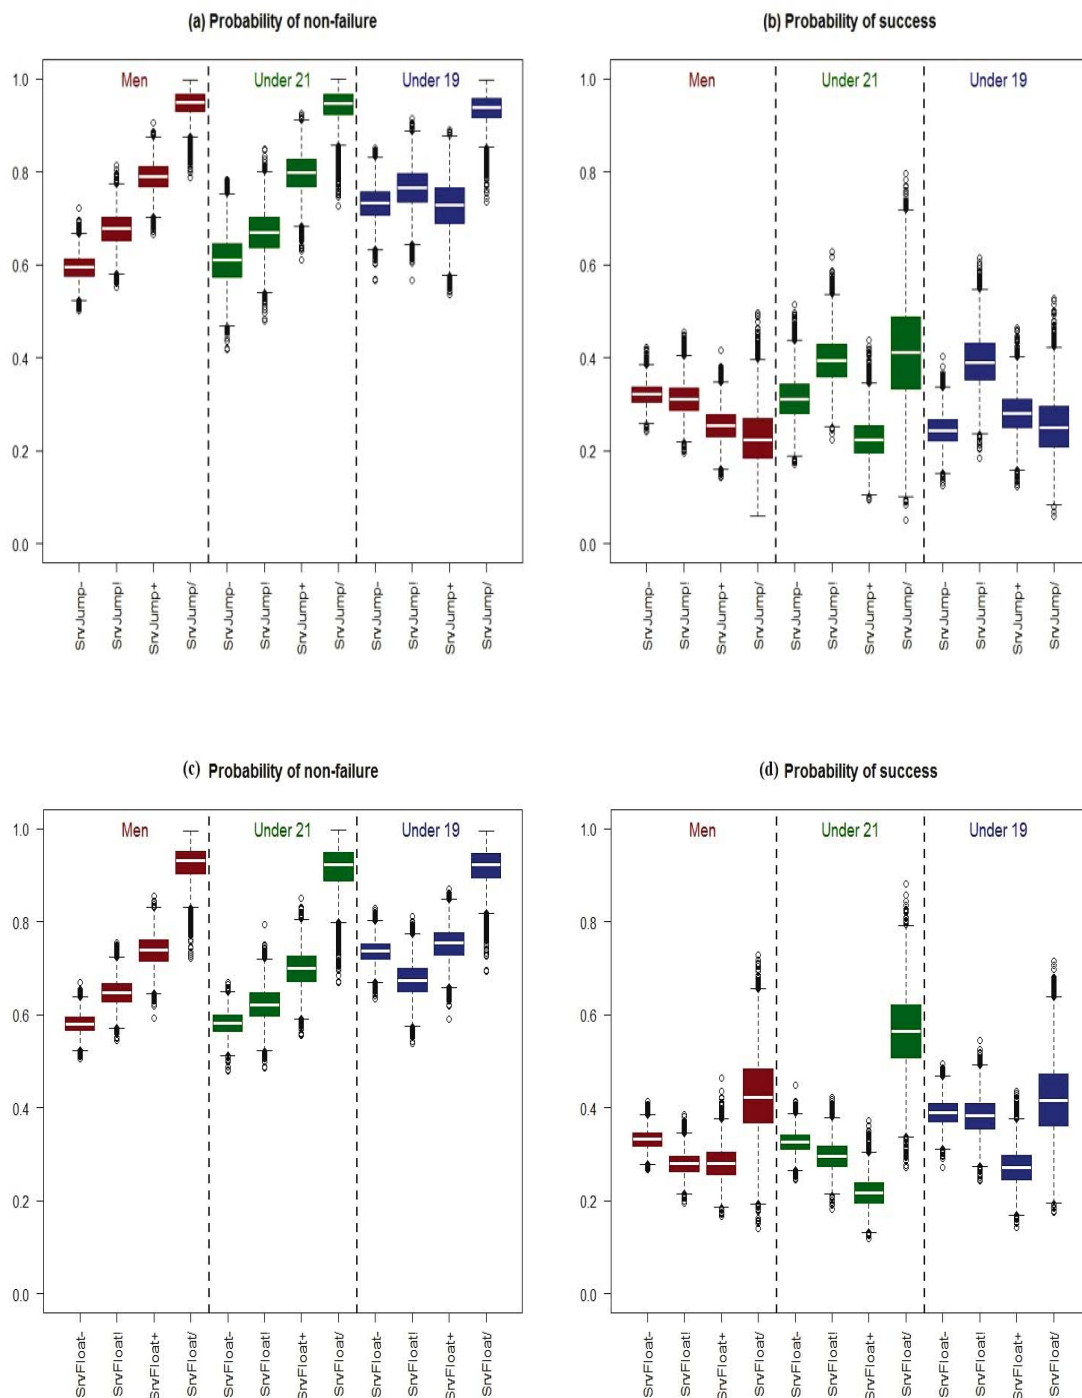 (a) Probability of non-failure
Men
Under 21
Under 19
1.0
0.8
0.6
0.4
0.2
0.0
SrvJump-
SrvJump!
SrvJump+
SrvJump/
SrvJump-
SrvJump!
SrvJump+
SrvJump/
SrvJump-
SrvJump!
SrvJump+
SrvJump/
(b) Probability of success
Men
Under 21
Under 19
1.0
0.8
0.6
0.4
0.2
0.0
SrvJump-
SrvJump!
SrvJump+
SrvJump/
SrvJump-
SrvJump!
SrvJump+
SrvJump/
SrvJump-
SrvJump!
SrvJump+
SrvJump/
(c) Probability of non-failure
Men
Under 21
Under 19
1.0
0.8
0.6
0.4
0.2
0.0
SrvFloat-
SrvFloat!
SrvFloat+
SrvFloat/
SrvFloat-
SrvFloat!
SrvFloat+
SrvFloat/
SrvFloat-
SrvFloat!
SrvFloat+
SrvFloat/
(d) Probability of success
Men
Under 21
Under 19
1.0
0.8
0.6
0.4
0.2
0.0
SrvFloat-
SrvFloat!
SrvFloat+
SrvFloat/
SrvFloat-
SrvFloat!
SrvFloat+
SrvFloat/
SrvFloat-
SrvFloat!
SrvFloat+
SrvFloat/